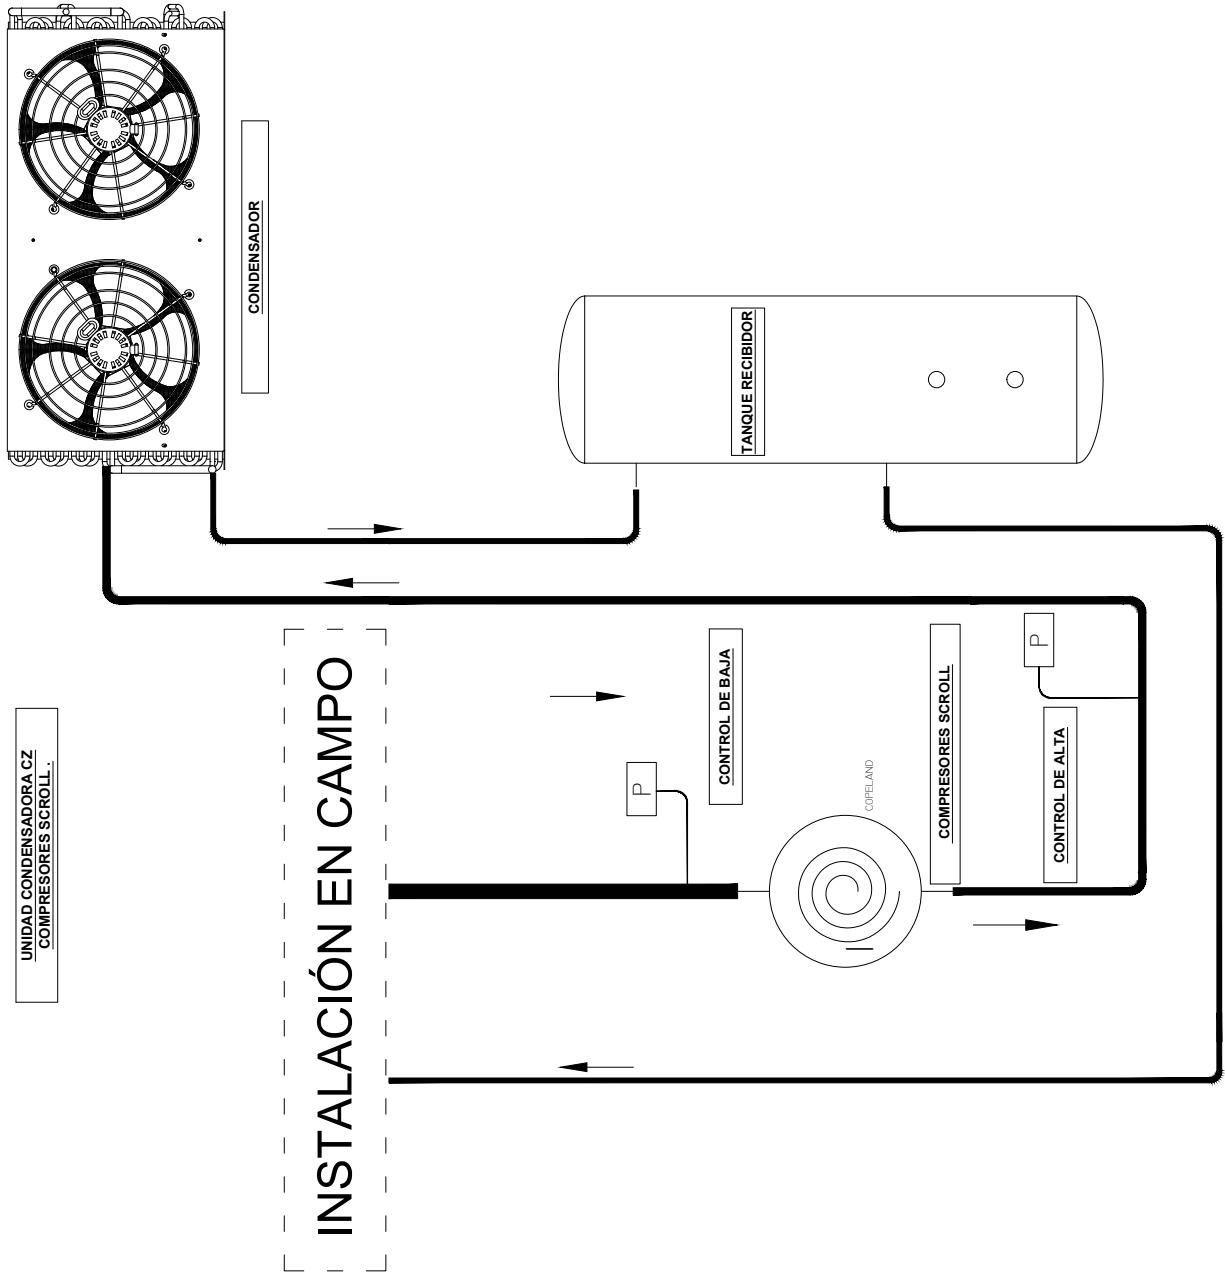 UNIDAD CONDENSADORA CZ
COMPRESORES SCROLL .
CONDENSADOR
INSTALACIÓN EN CAMPO
TANQUE RECIBIDOR
P
CONTROL DE BAJA
COPELAND
COMPRESORES SCROLL
P
CONTROL DE ALTA